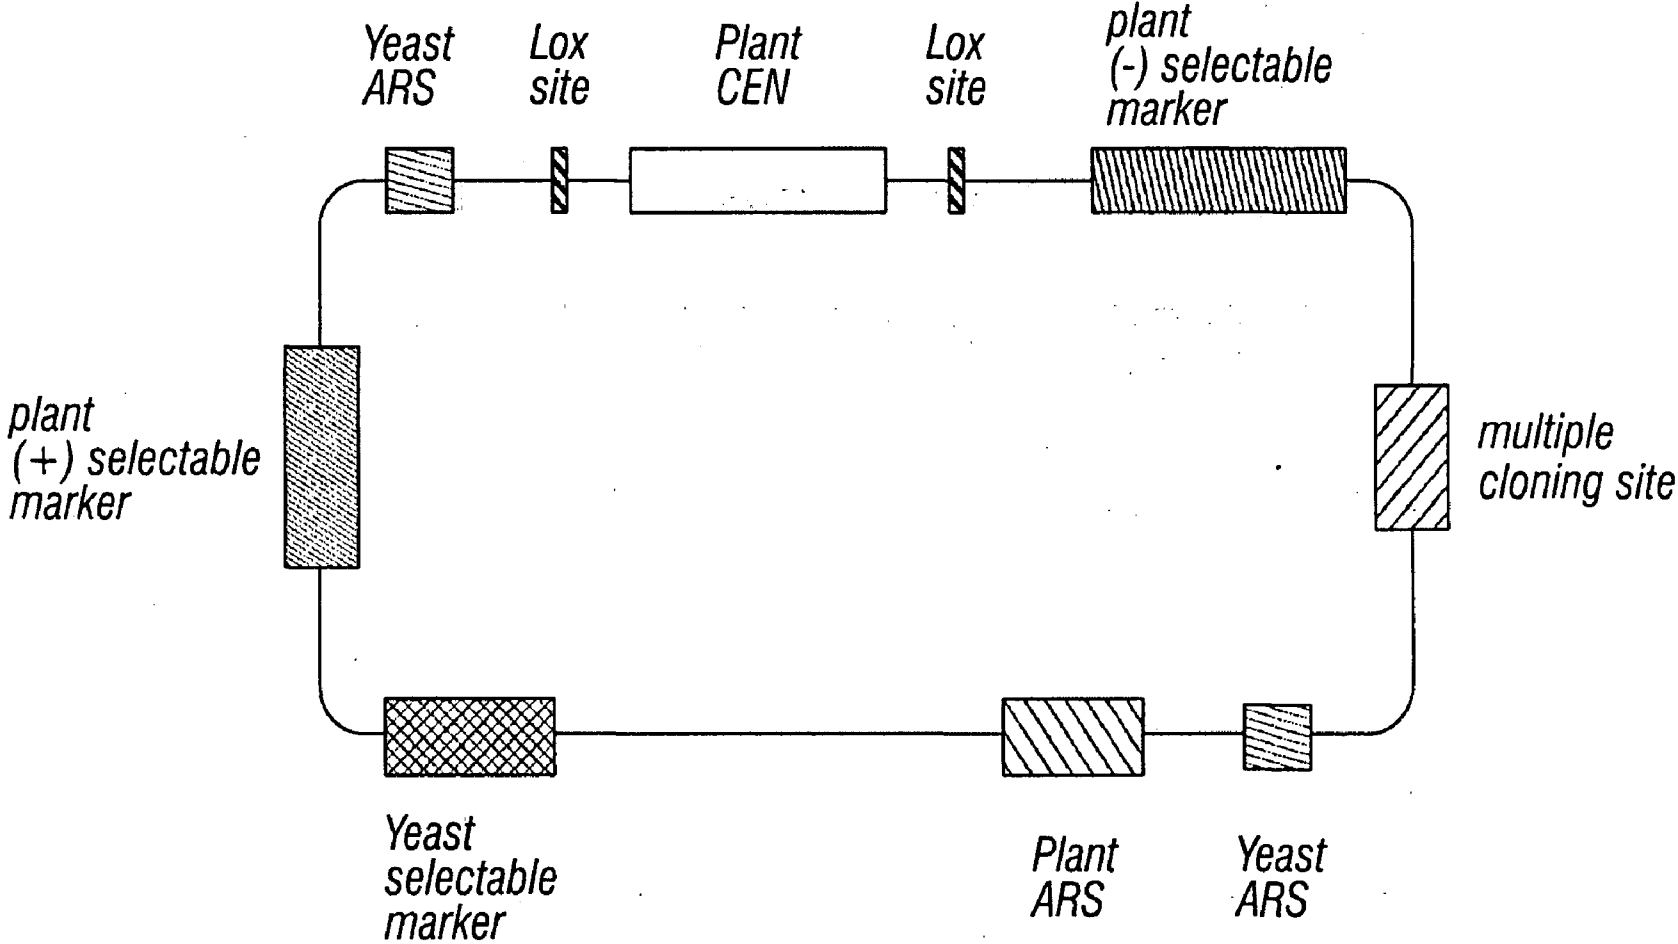 Yeast
ARS
Lox
site
Plant
CEN
Lox
site
plant
(-) selectable
marker
plant
(+) selectable
marker
multiple
cloning site
Yeast
selectable
marker
Plant
ARS
Yeast
ARS